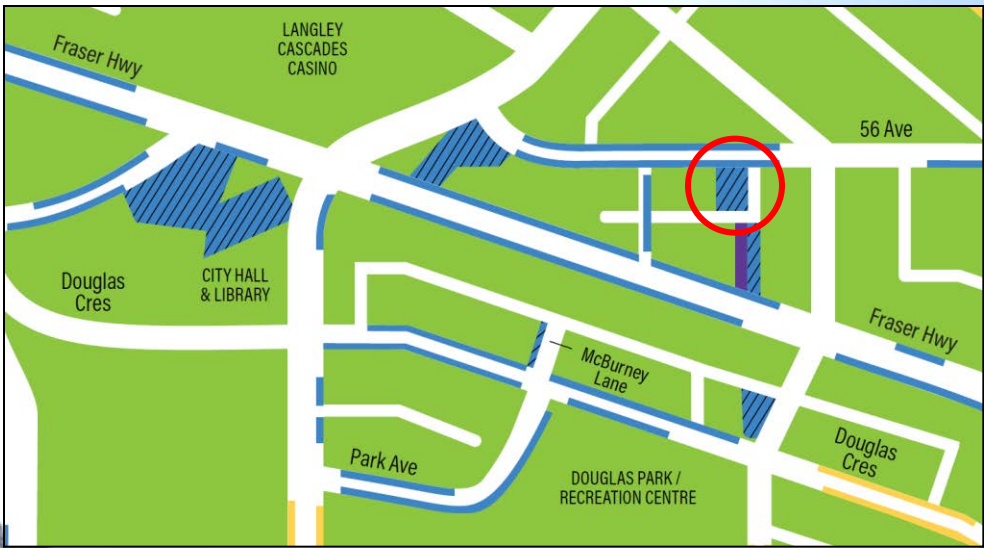 LANGLEY
CASCADES
CASINO
Fraser Hwy
56 Ave
Douglas
Cres
CITY HALL
& LIBRARY
Fraser Hwy
McBurney
Lane
Park Ave
DOUGLAS PARK /
RECREATION CENTRE
Douglas
Cres